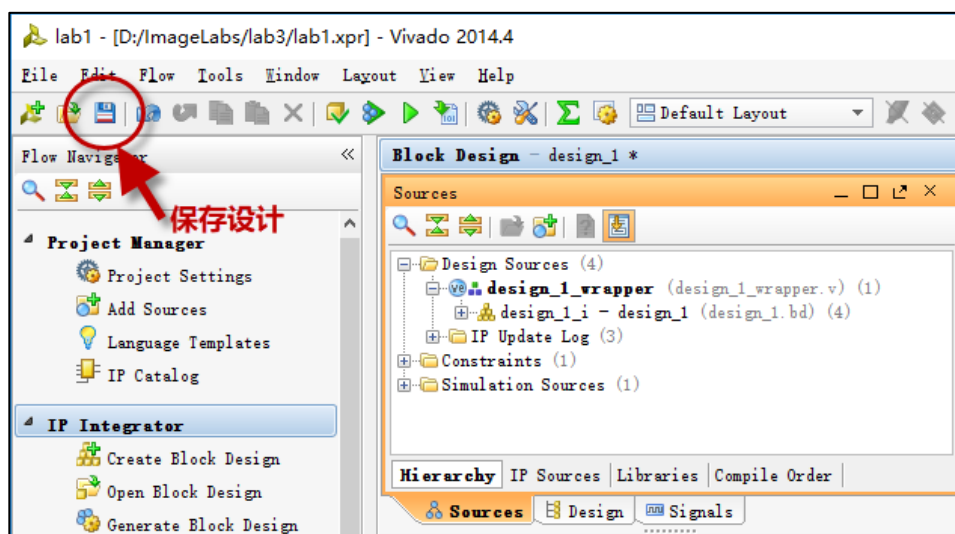 lab1 - [D:/ImageLabs/lab3/lab1.xpr] - Vivado 2014.4
File Edit Flow Tools Window Layout View Help
Default Layout
Flow Navigator
保存设计
Project Manager
Project Settings
Add Sources
Language Templates
IP Catalog
IP Integrator
Create Block Design
Open Block Design
Generate Block Design
Block Design - design_1 *
Sources
Design Sources (4)
design_1_wrapper (design_1_wrapper.v) (1)
design_1_i - design_1 (design_1.bd) (4)
IP Update Log (3)
Constraints (1)
Simulation Sources (1)
Hierarchy IP Sources Libraries Compile Order
Sources Design Signals